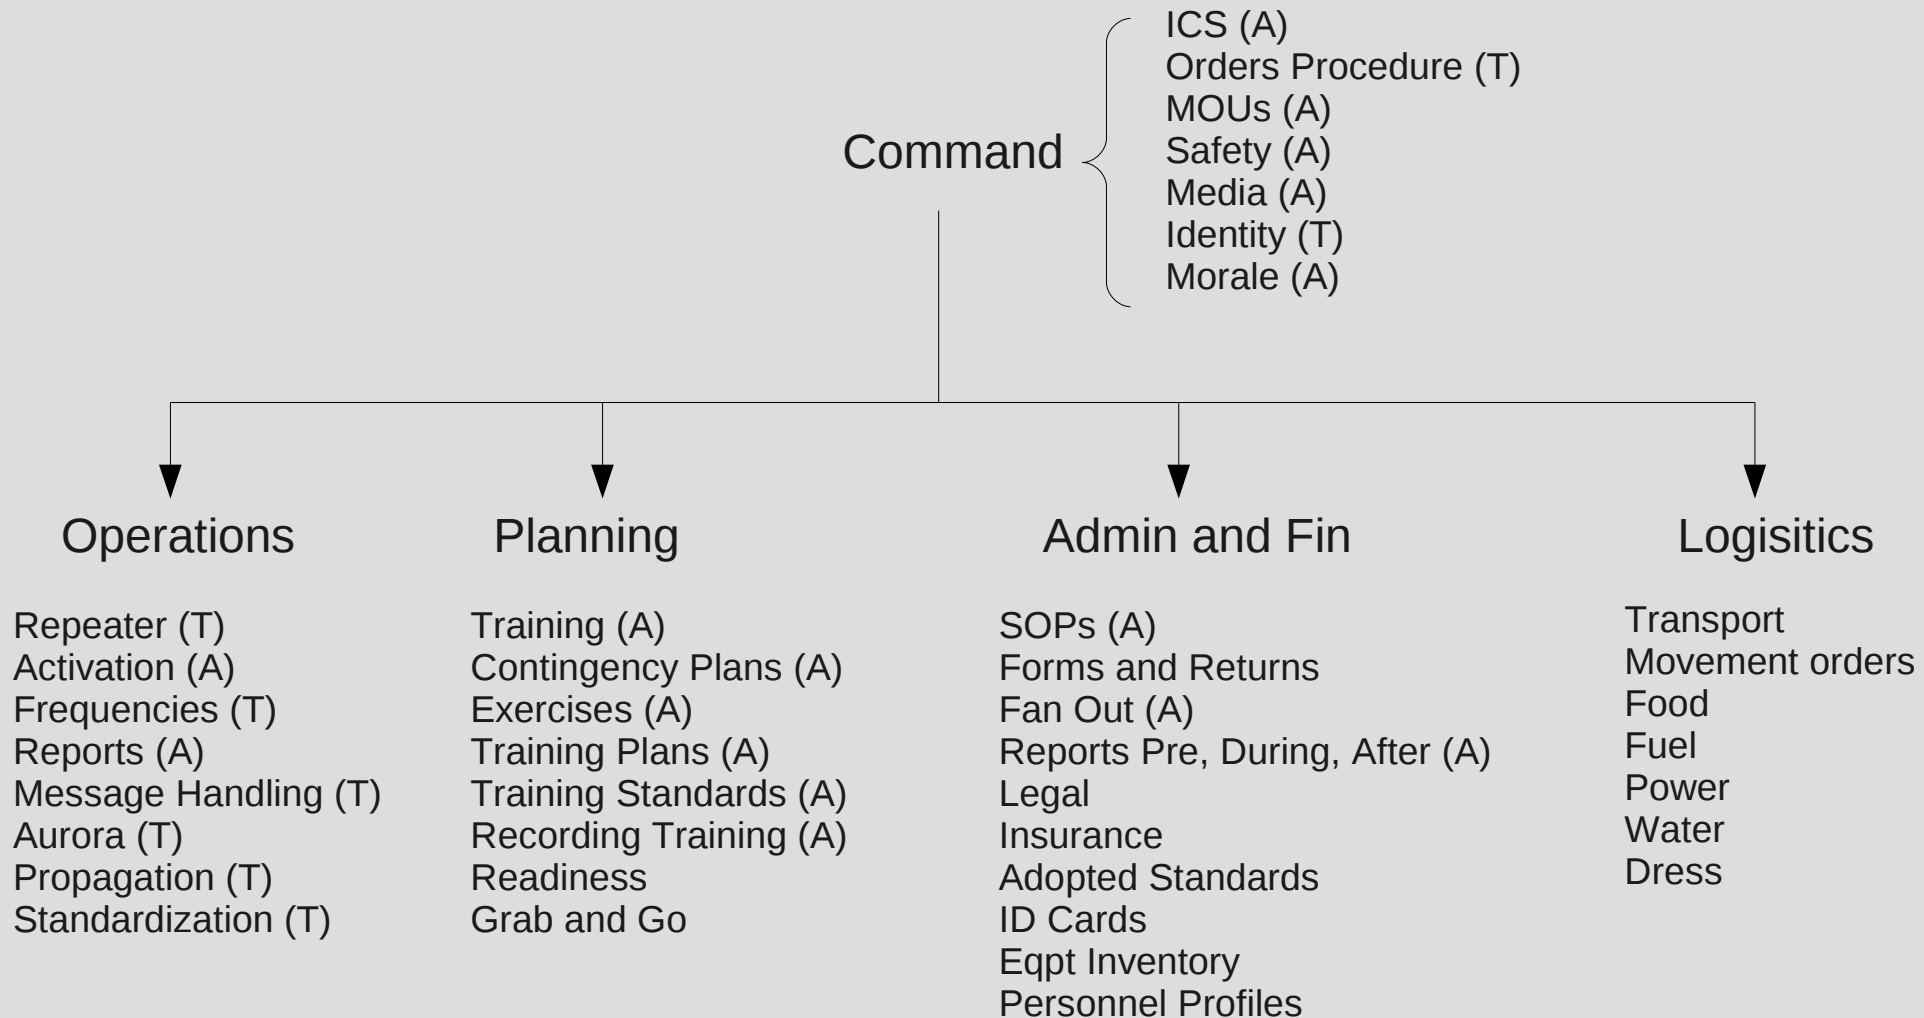 ICS (A)
Orders Procedure (T)
MOUs (A)
Safety (A)
Media (A)
Identity (T)
Morale (A)
Command
Operations
Repeater (T)
Activation (A)
Frequencies (T)
Reports (A)
Message Handling (T)
Aurora (T)
Propagation (T)
Standardization (T)
Planning
Training (A)
Contingency Plans (A)
Exercises (A)
Training Plans (A)
Training Standards (A)
Recording Training (A)
Readiness
Grab and Go
Admin and Fin
SOPs (A)
Forms and Returns
Fan Out (A)
Reports Pre, During, After (A)
Legal
Insurance
Adopted Standards
ID Cards
Eqpt Inventory
Personnel Profiles
Logisitics
Transport
Movement orders
Food
Fuel
Power
Water
Dress